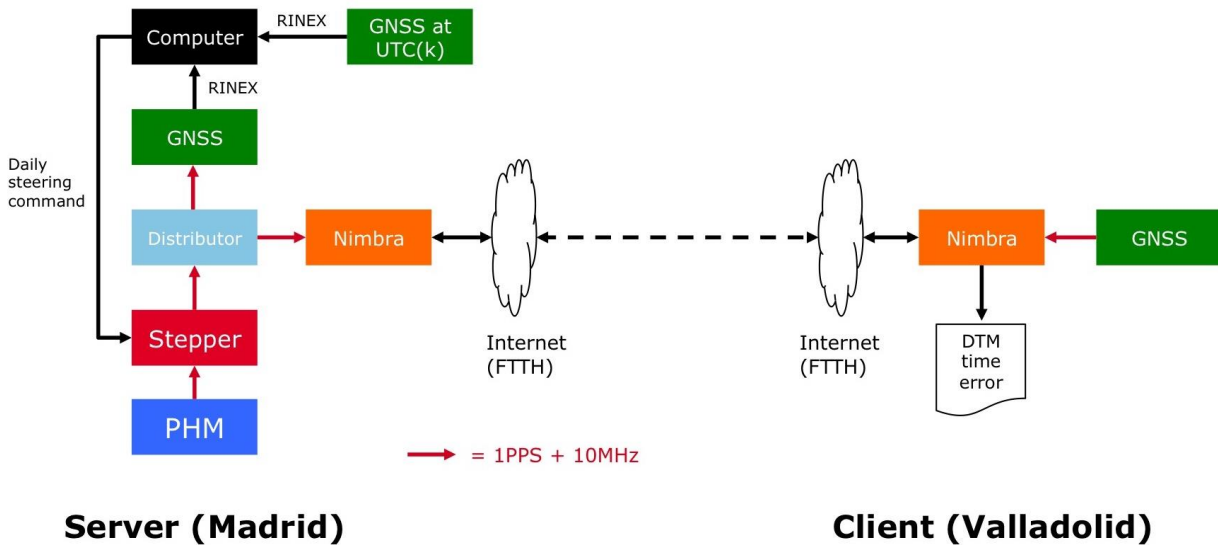 RINEX
Computer
GNSS at
UTC(k)
RINEX
GNSS
Daily
steering
command
Distributor
Nimbra
Nimbra
GNSS
Stepper
Internet
(FTTH)
Internet
(FTTH)
DTM
time
error
PHM
= 1PPS + 10MHz
Server (Madrid)
Client (Valladolid)